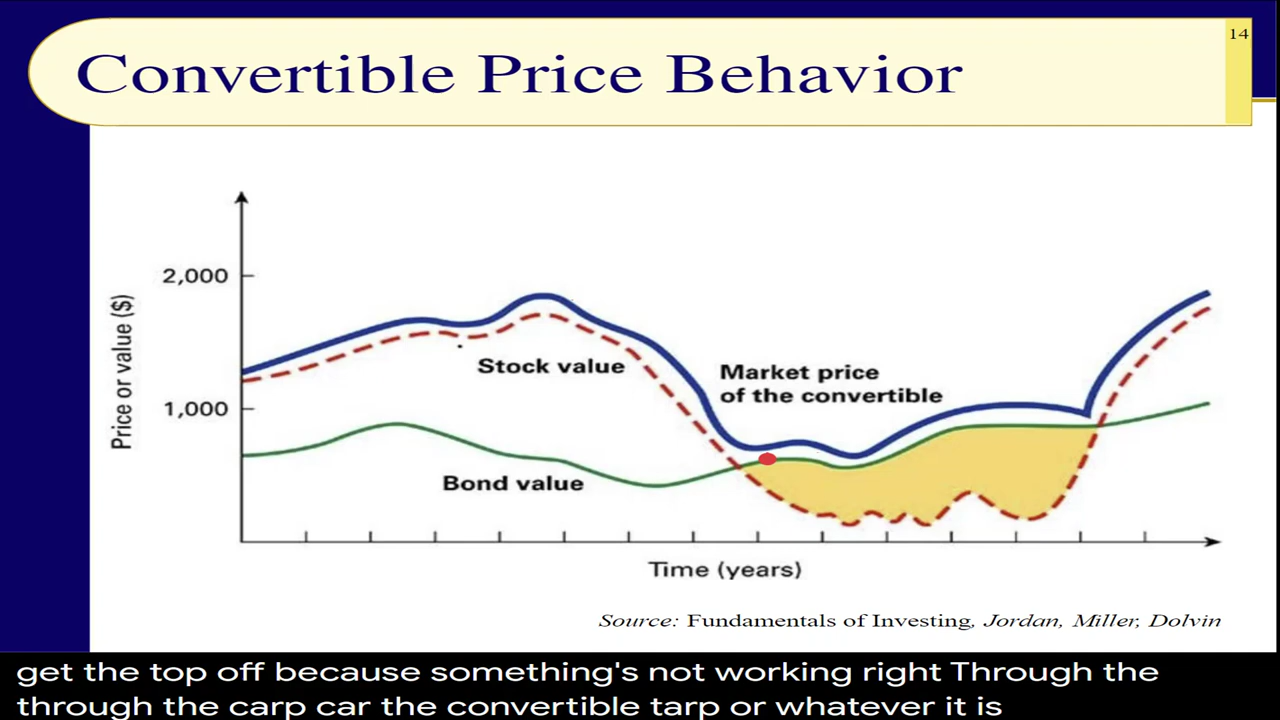 14
Convertible Price Behavior
2,000
1,000
Price or value ($)
Stock value
Market price
of the convertible
Bond value
Time (years)
Source: Fundamentals of Investing, Jordan, Miller, Dolvin
get the top off because something's not working right Through the
through the carp car the convertible tarp or whatever it is